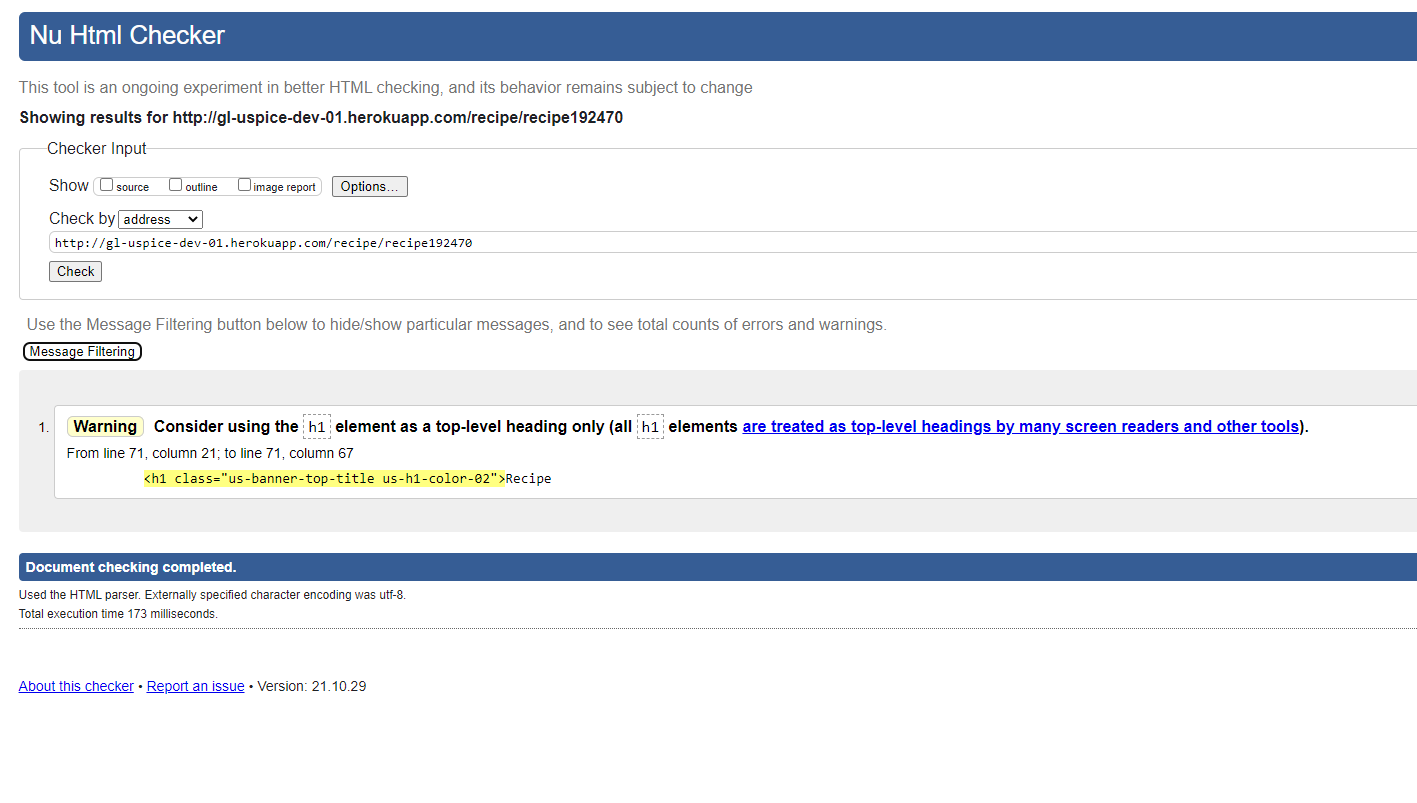 Nu Html Checker
This tool is an ongoing experiment in better HTML checking, and its behavior remains subject to change
Showing results for http://gl-uspice-dev-01.herokuapp.com/recipe/recipe192470
Checker Input
Show source outline image report Options...
Check by address
http://gl-uspice-dev-01.herokuapp.com/recipe/recipe192470
Check
Use the Message Filtering button below to hide/show particular messages, and to see total counts of errors and warnings.
Message Filtering
1. Warning Consider using the h1 element as a top-level heading only (all h1 elements are treated as top-level headings by many screen readers and other tools).
From line 71, column 21; to line 71, column 67
<h1 class="us-banner-top-title us-h1-color-02">Recipe
Document checking completed.
Used the HTML parser. Externally specified character encoding was utf-8.
Total execution time 173 milliseconds.
About this checker • Report an issue • Version: 21.10.29